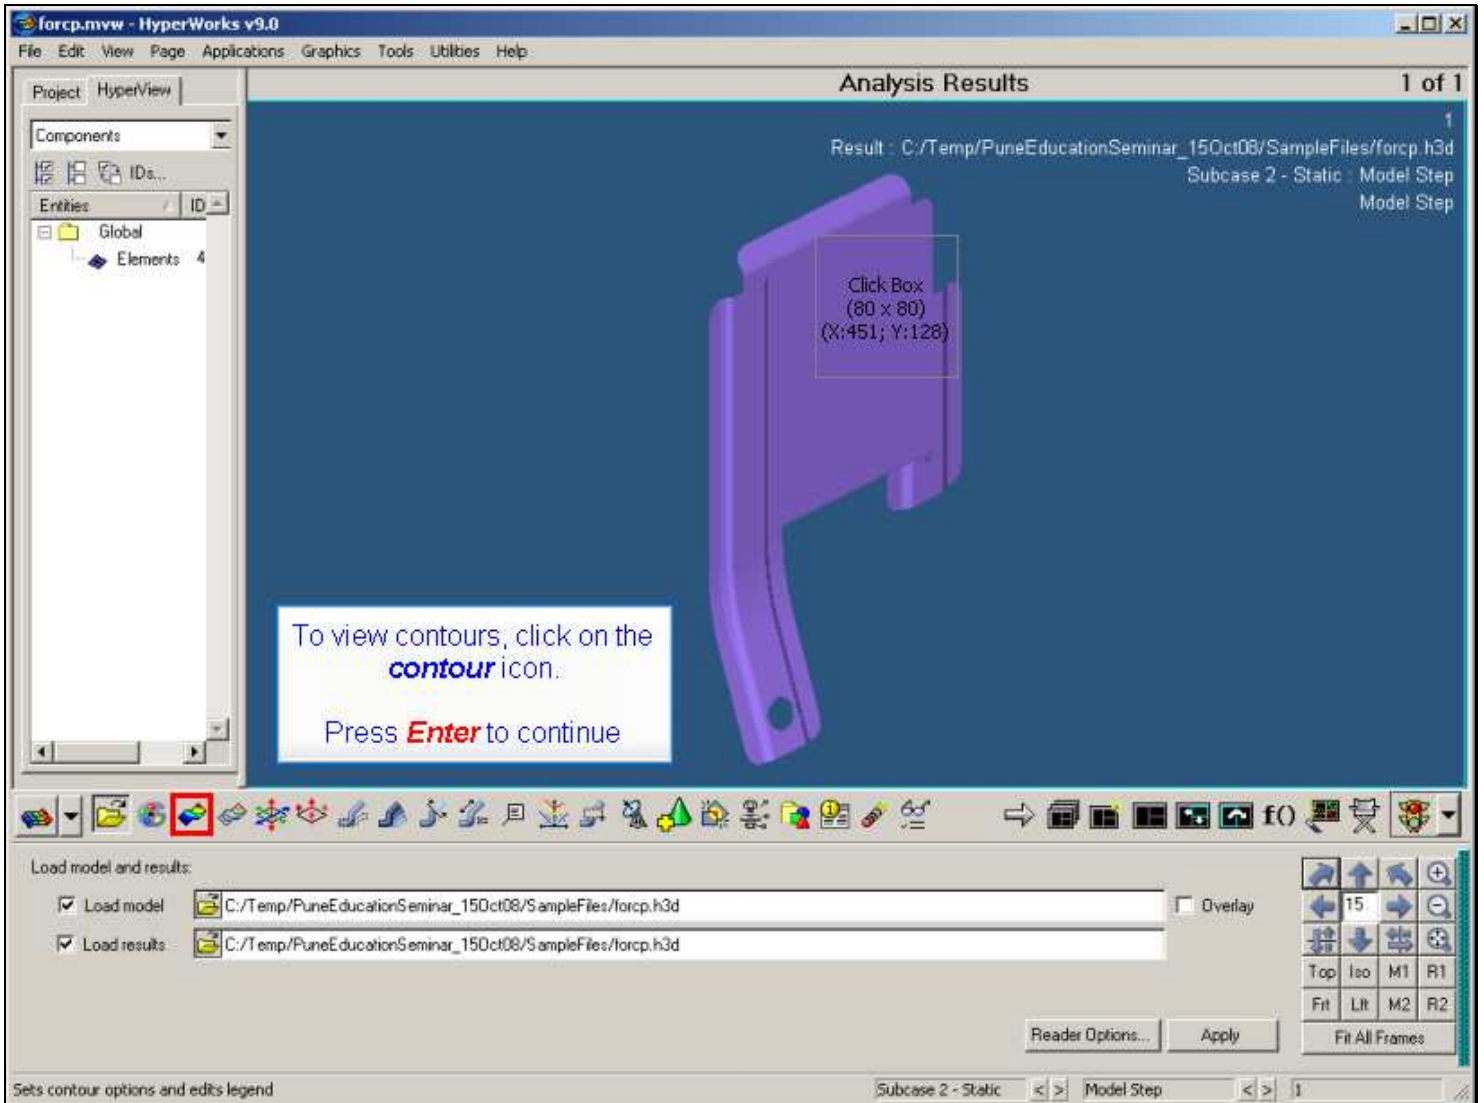 forcp.mvw - HyperWorks v9.0
File Edit View Page Applications Graphics Tools Utilities Help
Project HyperView
Analysis Results
1 of 1
Components
IDs...
Entities ID
Global
Elements 4
1
Result : C:/Temp/PuneEducationSeminar_15Oct08/SampleFiles/forcp.h3d
Subcase 2 - Static : Model Step
Model Step
Click Box
(80 x 80)
(X:451; Y:128)
To view contours, click on the
contour icon.
Press Enter to continue
f()
Load model and results:
Load model C:/Temp/PuneEducationSeminar_15Oct08/SampleFiles/forcp.h3d Overlay
Load results C:/Temp/PuneEducationSeminar_15Oct08/SampleFiles/forcp.h3d
15.
Top Iso M1 R1
Frt Lft M2 R2
Reader Options... Apply Fit All Frames
Sets contour options and edits legend
Subcase 2 - Static < > Model Step < > 1